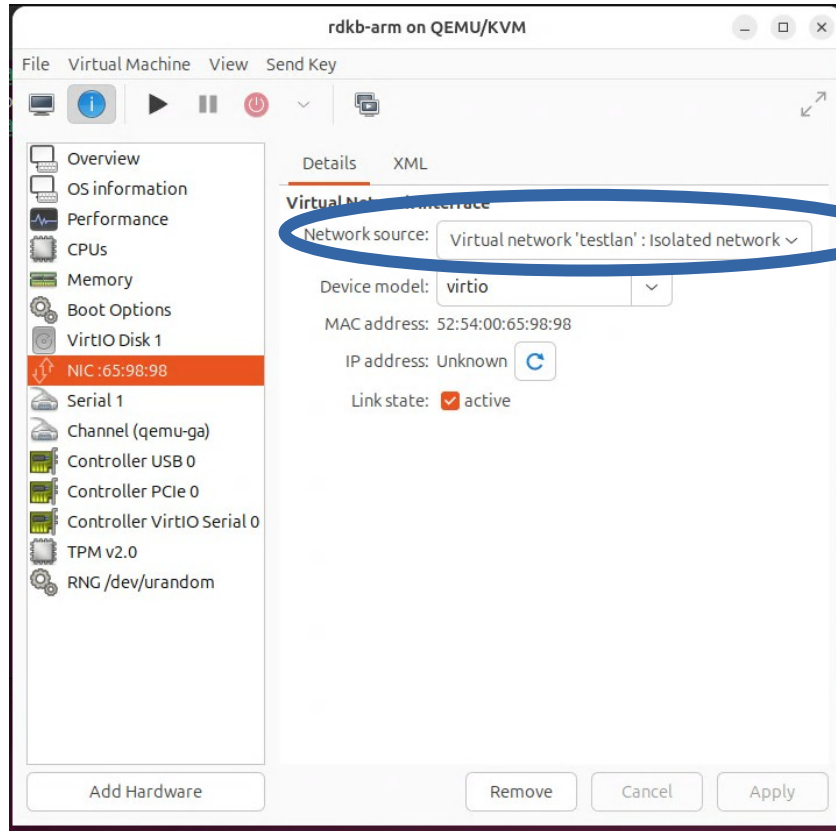 rdkb-arm on QEMU/KVM
File Virtual Machine View Send Key
Overview
OS information
Performance
CPUs
Memory
Boot Options
VirtIO Disk 1
NIC :65:98:98
Serial 1
Channel (qemu-ga)
Controller USB 0
Controller PCIe 0
Controller VirtIO Serial 0
TPM v2.0
RNG /dev/urandom
Add Hardware
Details XML
Virtual Network Interface
Network source: Virtual network 'testlan' : Isolated network
Device model: virtio
MAC address: 52:54:00:65:98:98
IP address: Unknown
Link state: active
Remove Cancel Apply